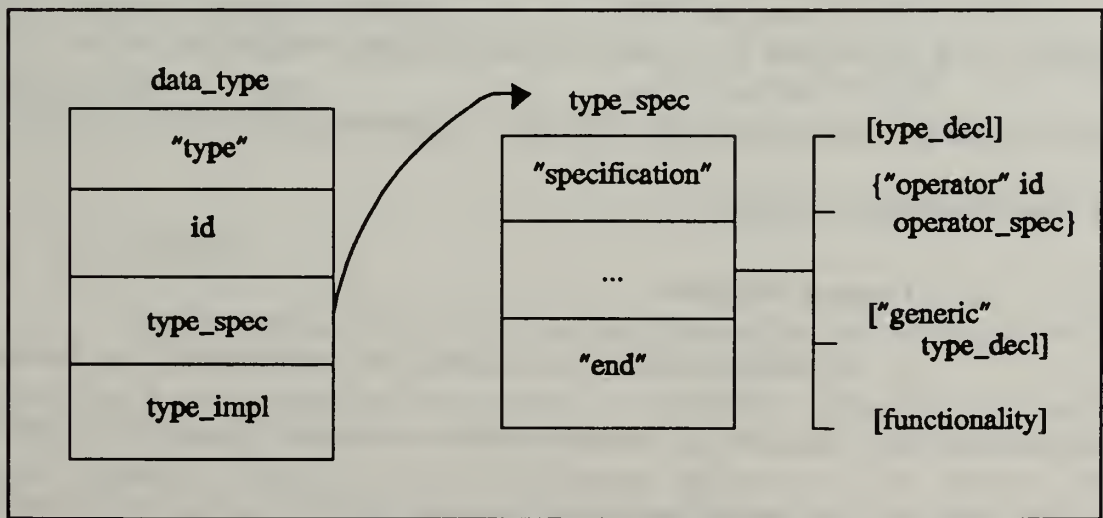 data_type
"type"
id
type_spec
type_impl
type_spec
"specification"
...
"end"
[type_decl]
{"operator" id
operator_spec}
["generic"
type_decl]
[functionality]